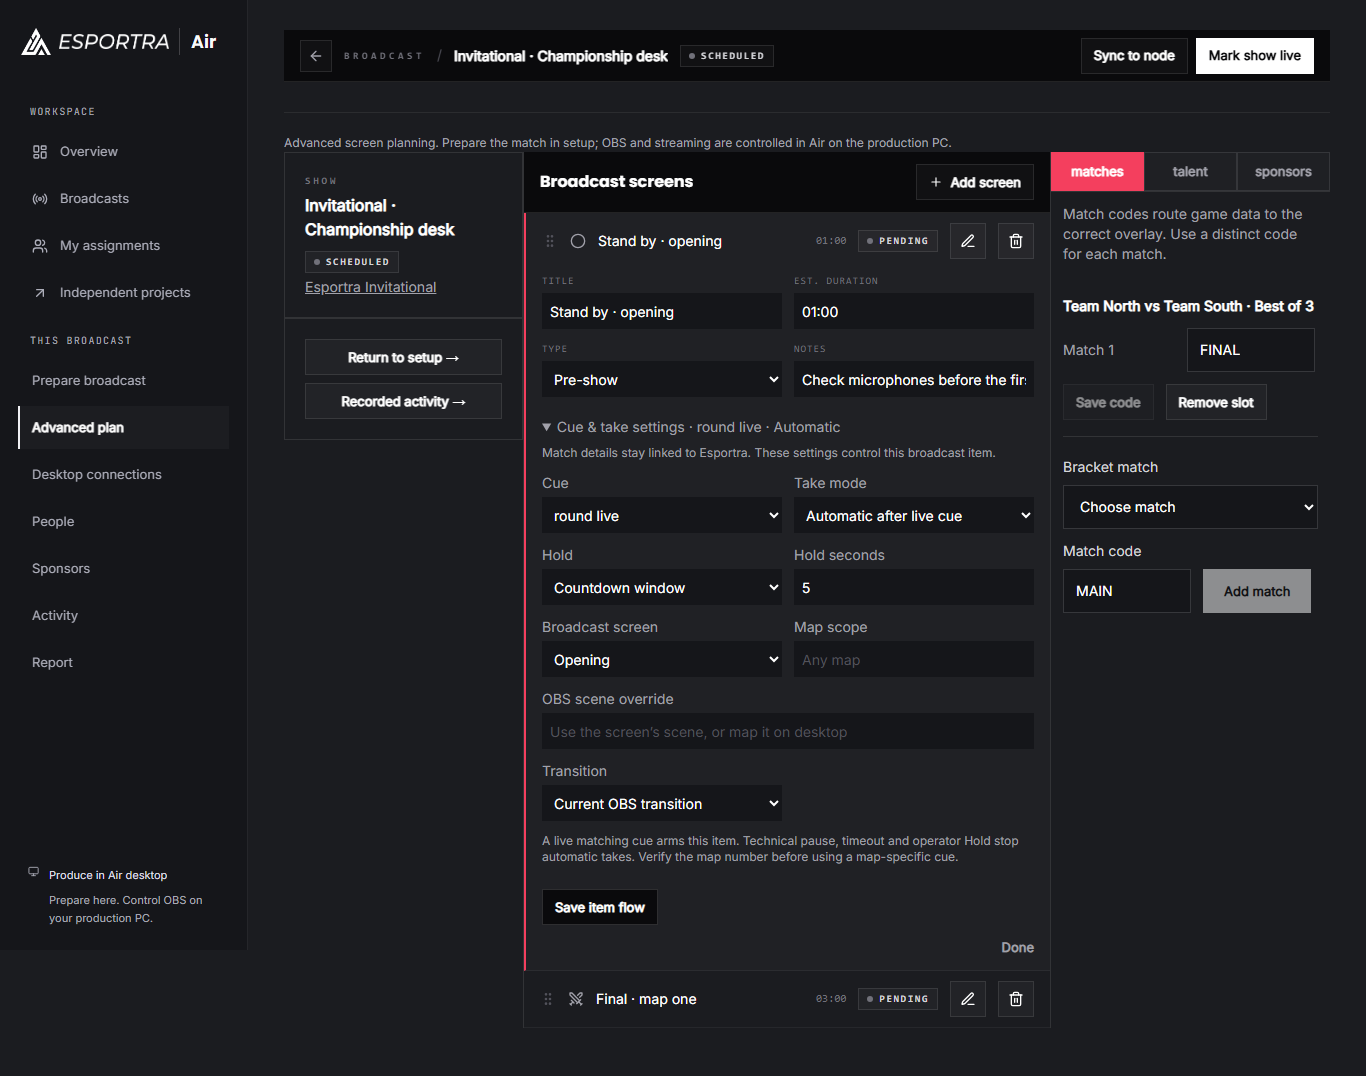 ESPORTRA Air
WORKSPACE
Overview
Broadcasts
My assignments
Independent projects
THIS BROADCAST
Prepare broadcast
Advanced plan
Desktop connections
People
Sponsors
Activity
Report
Produce in Air desktop
Prepare here. Control OBS on
your production PC.
BROADCAST / Invitational · Championship desk SCHEDULED
Sync to node
Mark show live
Advanced screen planning. Prepare the match in setup; OBS and streaming are controlled in Air on the production PC.
SHOW
Invitational ·
Championship desk
SCHEDULED
Esportra Invitational
Return to setup →
Recorded activity →
Broadcast screens
+ Add screen
Stand by · opening 01:00 PENDING
TITLE EST. DURATION
Stand by · opening 01:00
TYPE NOTES
Pre-show Check microphones before the fir
▼ Cue & take settings · round live · Automatic
Match details stay linked to Esportra. These settings control this broadcast item.
Cue Take mode
round live Automatic after live cue
Hold Hold seconds
Countdown window 5
Broadcast screen Map scope
Opening Any map
OBS scene override
Use the screen's scene, or map it on desktop
Transition
Current OBS transition
A live matching cue arms this item. Technical pause, timeout and operator Hold stop
automatic takes. Verify the map number before using a map-specific cue.
Save item flow
Done
Final · map one 03:00 PENDING
matches talent sponsors
Match codes route game data to the
correct overlay. Use a distinct code
for each match.
Team North vs Team South · Best of 3
Match 1 FINAL
Save code Remove slot
Bracket match
Choose match
Match code
MAIN Add match